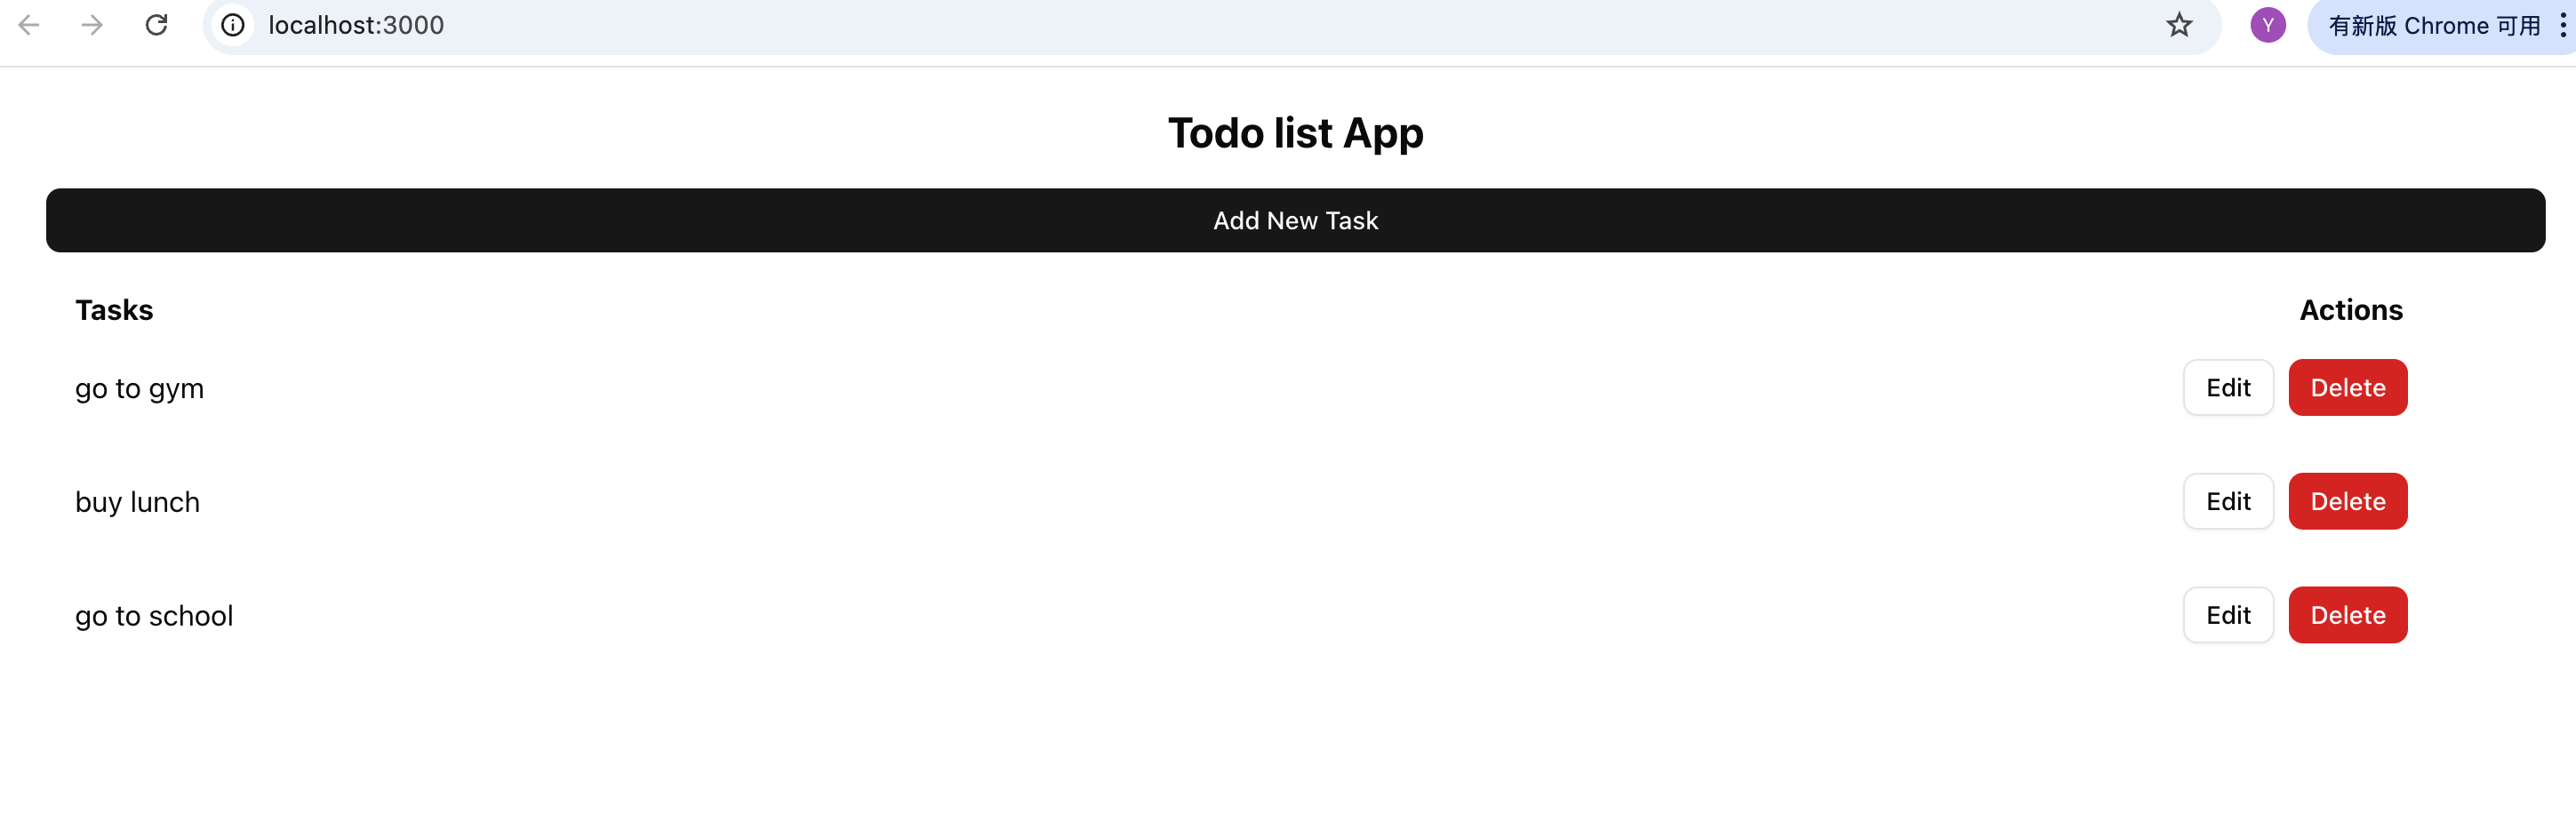 localhost:3000 Y 有新版 Chrome 可用
Todo list App
Add New Task
Tasks Actions
go to gym Edit Delete
buy lunch Edit Delete
go to school Edit Delete